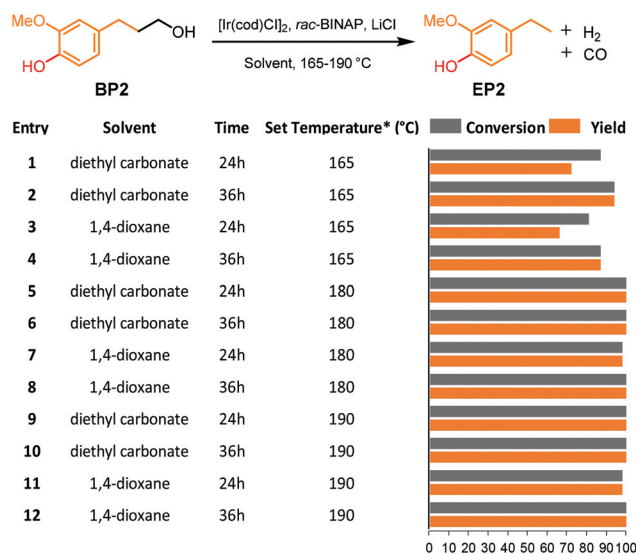 MeO
HO
OH
BP2
[Ir(cod)Cl]2, rac-BINAP, LiCl
Solvent, 165-190 °C
MeO
HO
EP2
+ H2
+ CO
Entry Solvent Time Set Temperature* (°C) Conversion Yield
1 diethyl carbonate 24h 165
2 diethyl carbonate 36h 165
3 1,4-dioxane 24h 165
4 1,4-dioxane 36h 165
5 diethyl carbonate 24h 180
6 diethyl carbonate 36h 180
7 1,4-dioxane 24h 180
8 1,4-dioxane 36h 180
9 diethyl carbonate 24h 190
10 diethyl carbonate 36h 190
11 1,4-dioxane 24h 190
12 1,4-dioxane 36h 190
0 10 20 30 40 50 60 70 80 90 100